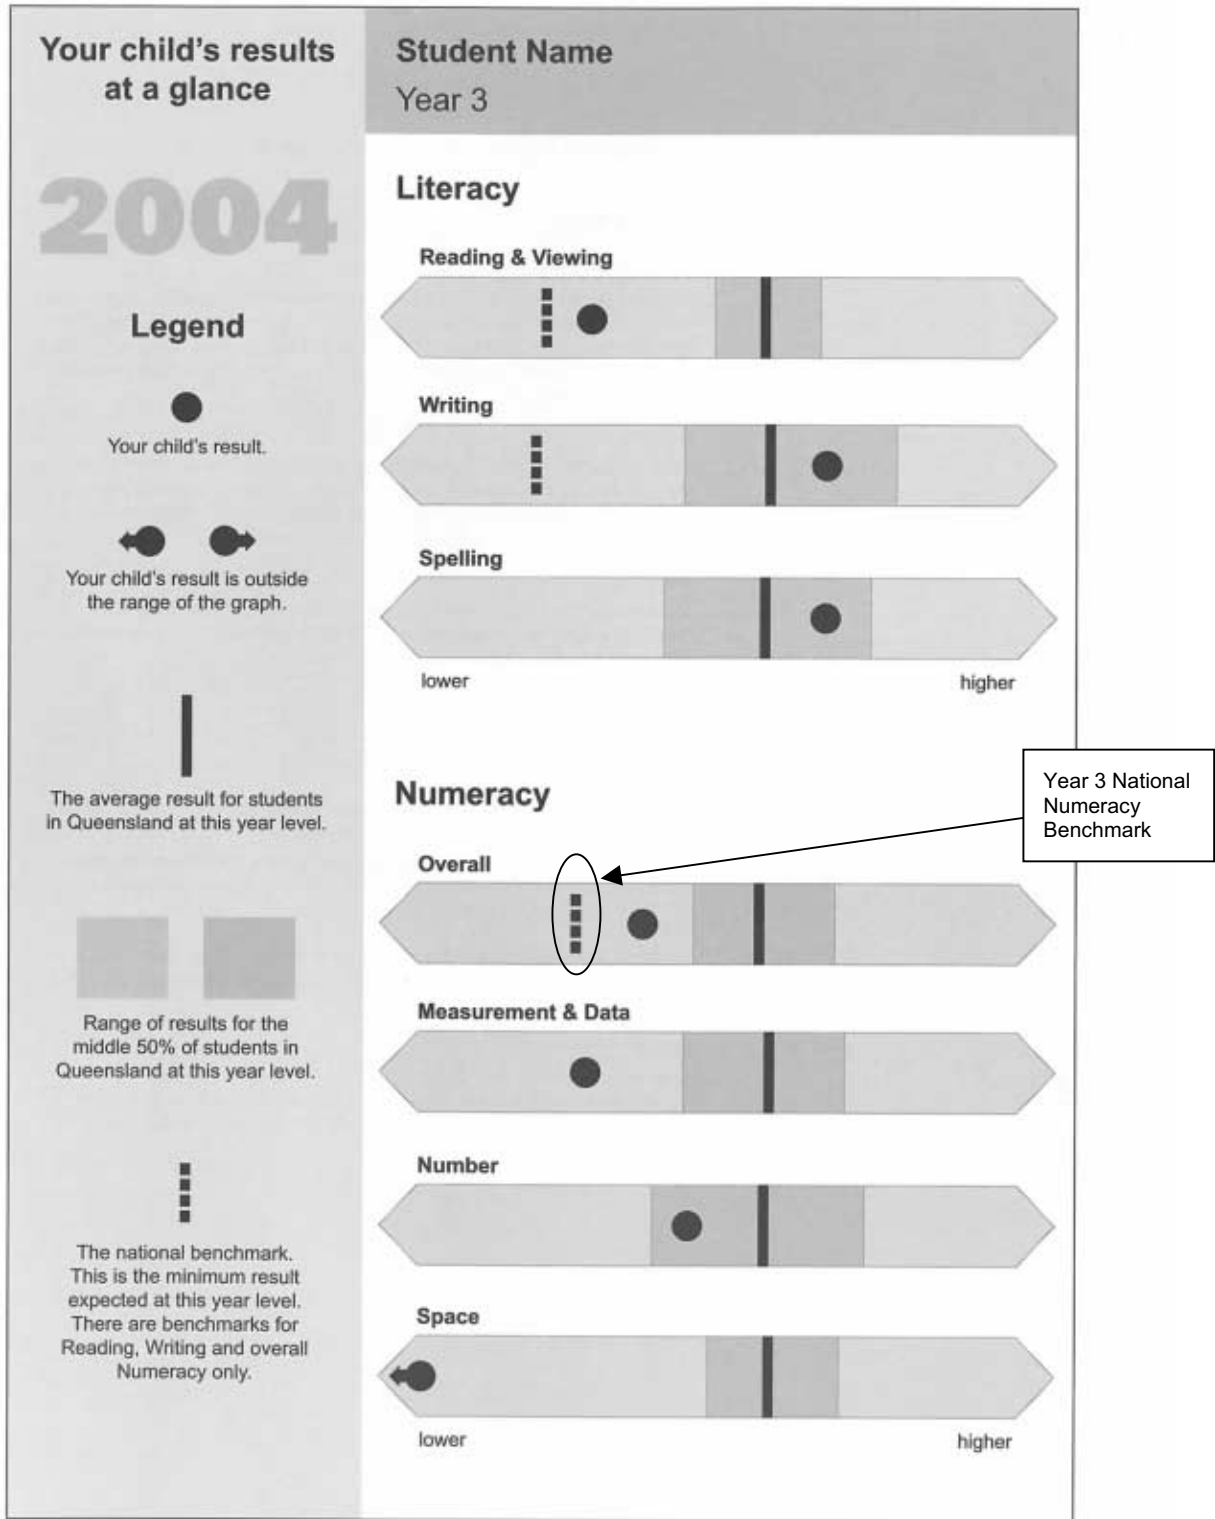 Your child's results
at a glance
2004
Legend
Your child's result.
Your child's result is outside
the range of the graph.
The average result for students
in Queensland at this year level.
Range of results for the
middle 50% of students in
Queensland at this year level.
The national benchmark.
This is the minimum result
expected at this year level.
There are benchmarks for
Reading, Writing and overall
Numeracy only.
Student Name
Year 3
Literacy
Reading & Viewing
Writing
Spelling
lower higher
Numeracy
Year 3 National
Numeracy
Benchmark
Overall
Measurement & Data
Number
Space
lower higher